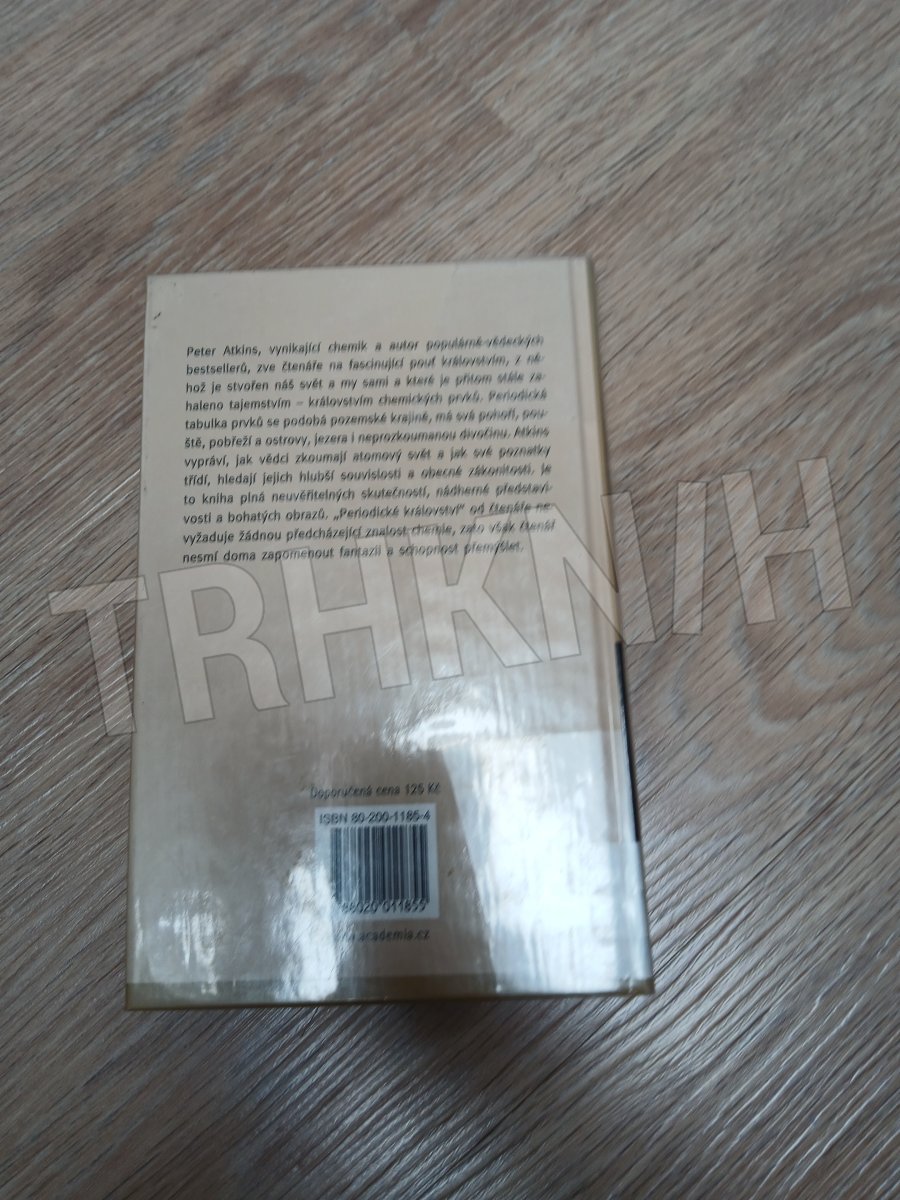 Peter Atkins, vynikající chemik a autor populárně-vědeckých
bestsellerů, zve čtenáře na fascinující pouť královstvím, z ně-
hož je stvořen náš svět a my sami a které je přitom stále za-
haleno tajemstvím – královstvím chemických prvků. Periodická
tabulka prvků se podobá pozemské krajině, má svá pohoří, pou-
ště, pobřeží a ostrovy, jezera i neprozkoumanou divočinu. Atkins
vypráví, jak vědci zkoumají atomový svět a jak své poznatky
třídí, hledají jejich hlubší souvislosti a obecné zákonitosti. Je
to kniha plná neuvěřitelných skutečností, nádherné představi-
vosti a bohatých obrazů. „Periodické království“ od čtenáře ne-
vyžaduje žádnou předcházející znalost chemie, zato však čtenář
nesmí doma zapomenout fantazii a schopnost přemýšlet.
TRHKNIH
Doporučená cena 125 Kč
ISBN 80-200-1185-4
88020 011855
academia.cz